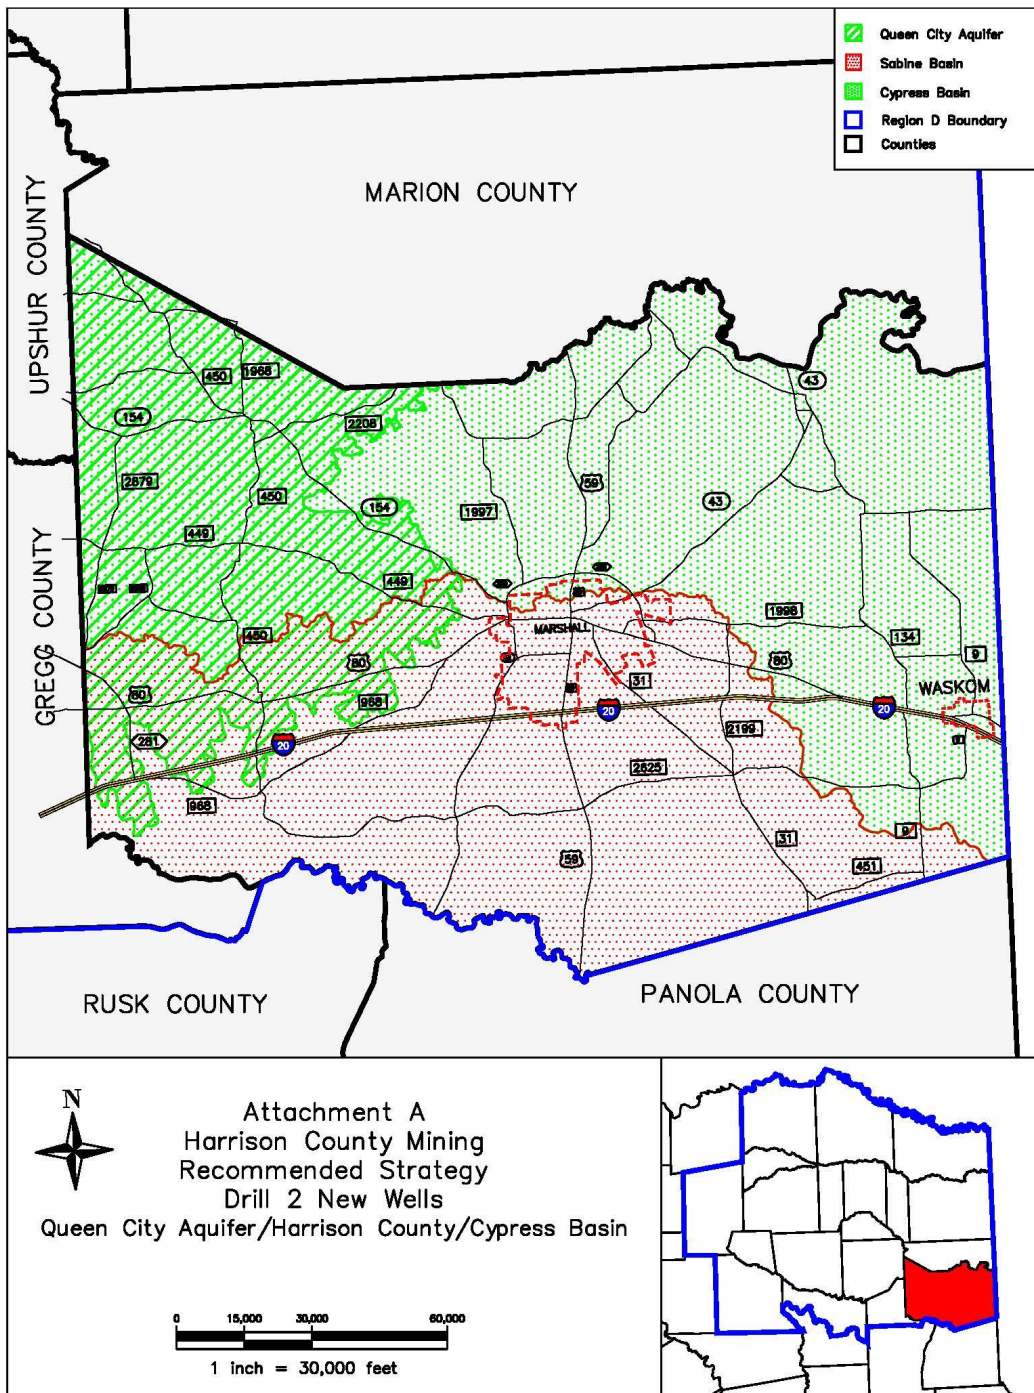 Queen City Aquifer
Sabine Basin
Cypress Basin
Region D Boundary
Counties
MARION COUNTY
UPSHUR COUNTY
GREGG COUNTY
RUSK COUNTY
PANOLA COUNTY
450
1968
154
2208
43
2879
450
154
1997
59
43
449
449
450
1998
134
9
MARSHALL
80
80
80
31
968
WASKOM
281
20
20
20
2199
2625
968
59
31
9
451
N
Attachment A
Harrison County Mining
Recommended Strategy
Drill 2 New Wells
Queen City Aquifer/Harrison County/Cypress Basin
0 15,000 30,000 60,000
1 inch = 30,000 feet